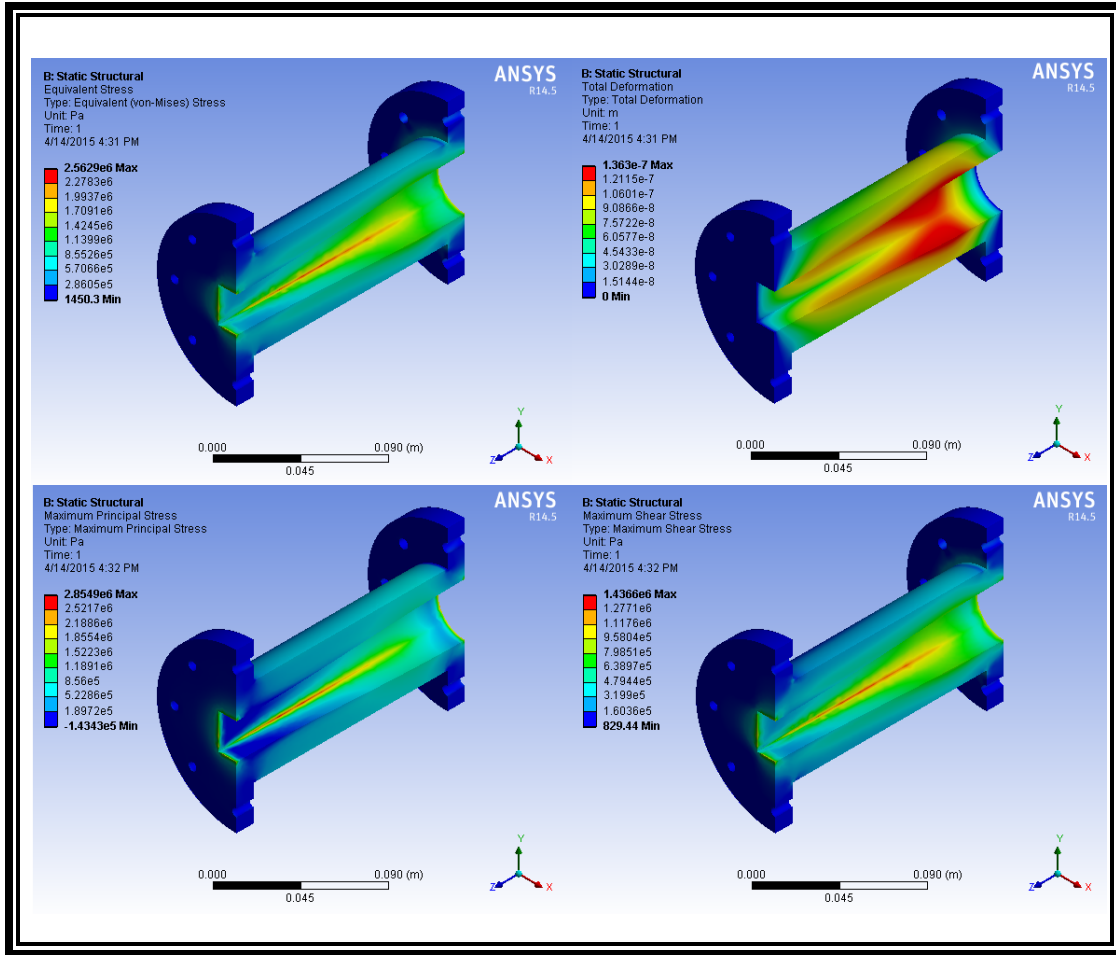 B: Static Structural
Equivalent Stress
Type: Equivalent (von-Mises) Stress
Unit: Pa
Time: 1
4/14/2015 4:31 PM
ANSYS
R14.5
2.5629e6 Max
2.2783e6
1.9937e6
1.7091e6
1.4245e6
1.1399e6
8.5526e5
5.7066e5
2.8605e5
1450.3 Min
0.000
0.090 (m)
0.045
Y
Z
X
B: Static Structural
Total Deformation
Type: Total Deformation
Unit: m
Time: 1
4/14/2015 4:31 PM
ANSYS
R14.5
1.363e-7 Max
1.2115e-7
1.0601e-7
9.0866e-8
7.5722e-8
6.0577e-8
4.5433e-8
3.0289e-8
1.5144e-8
0 Min
0.000
0.090 (m)
0.045
Y
Z
X
B: Static Structural
Maximum Principal Stress
Type: Maximum Principal Stress
Unit: Pa
Time: 1
4/14/2015 4:32 PM
ANSYS
R14.5
2.8549e6 Max
2.5217e6
2.1886e6
1.8554e6
1.5223e6
1.1891e6
8.56e5
5.2286e5
1.8972e5
-1.4343e5 Min
0.000
0.090 (m)
0.045
Y
Z
X
B: Static Structural
Maximum Shear Stress
Type: Maximum Shear Stress
Unit: Pa
Time: 1
4/14/2015 4:32 PM
ANSYS
R14.5
1.4366e6 Max
1.2771e6
1.1176e6
9.5804e5
7.9851e5
6.3897e5
4.7944e5
3.199e5
1.6036e5
829.44 Min
0.000
0.090 (m)
0.045
Y
Z
X